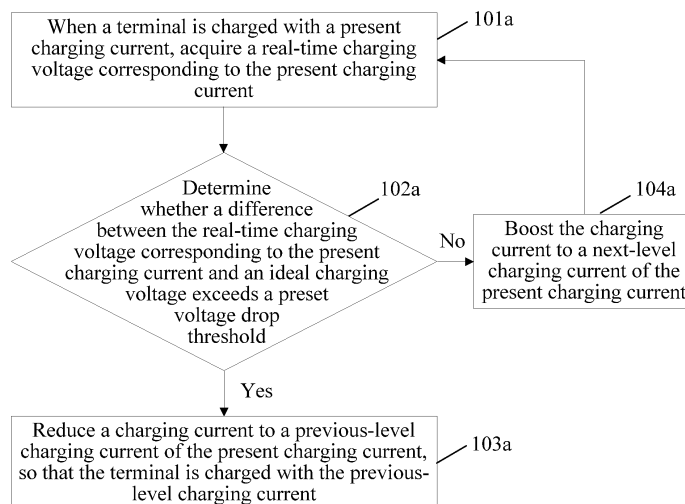 When a terminal is charged with a present
charging current, acquire a real-time charging
voltage corresponding to the present charging
current
101a
Determine
whether a difference
between the real-time charging
voltage corresponding to the present
charging current and an ideal charging
voltage exceeds a preset
voltage drop
threshold
102a
No
104a
Boost the charging
current to a next-level
charging current of the
present charging current
Yes
Reduce a charging current to a previous-level
charging current of the present charging current,
so that the terminal is charged with the previous-
level charging current
103a